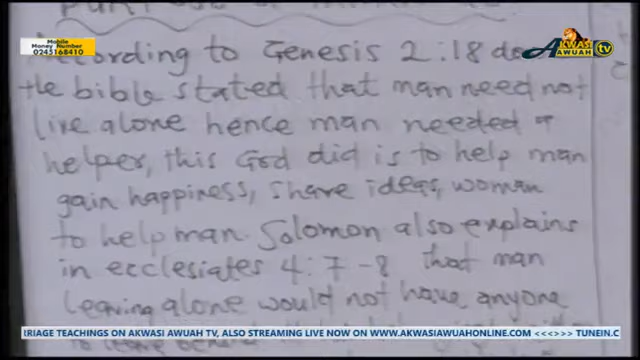 Mobile
Money Number
0245168410
AKWASI
AWUAH tv
According to Genesis 2:18
the bible stated that man need not
live alone hence man needed a
helper, this God did is to help man
gain happiness, share ideas, woman
to help man. Solomon also explains
in ecclesiates 4:7-8 that man
leaving alone would not have anyone
RIAGE TEACHINGS ON AKWASI AWUAH TV, ALSO STREAMING LIVE NOW ON WWW.AKWASIAWUAHONLINE.COM <<<>>> TUNEIN.C